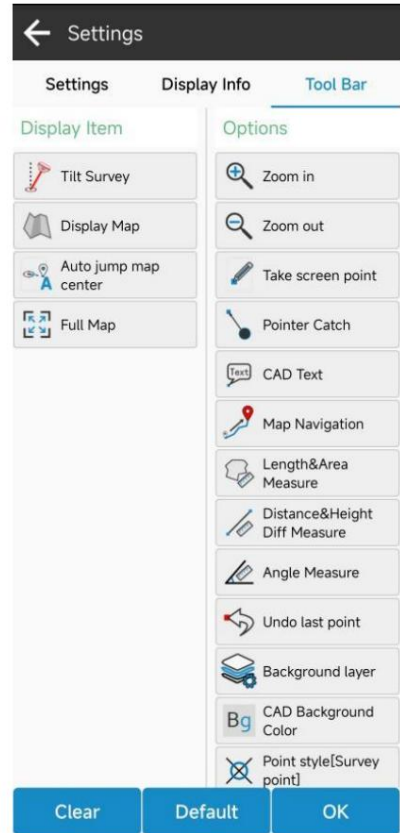 Settings
Settings
Display Info
Tool Bar
Display Item
Tilt Survey
Display Map
Auto jump map
center
A
Full Map
Options
Zoom in
Zoom out
Take screen point
Pointer Catch
Text
CAD Text
Map Navigation
Length&Area
Measure
Distance&Height
Diff Measure
Angle Measure
Undo last point
Background layer
Bg
CAD Background
Color
Point style[Survey
point]
Clear
Default
OK